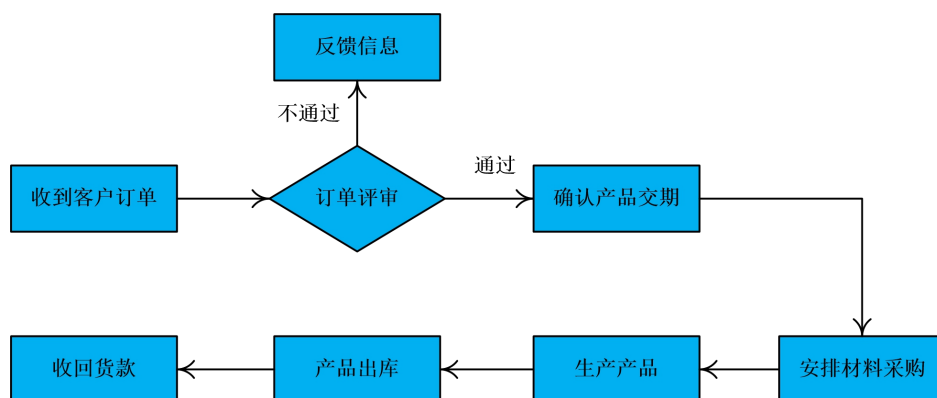 反馈信息
不通过
通过
收到客户订单
订单评审
确认产品交期
安排材料采购
生产产品
产品出库
收回货款